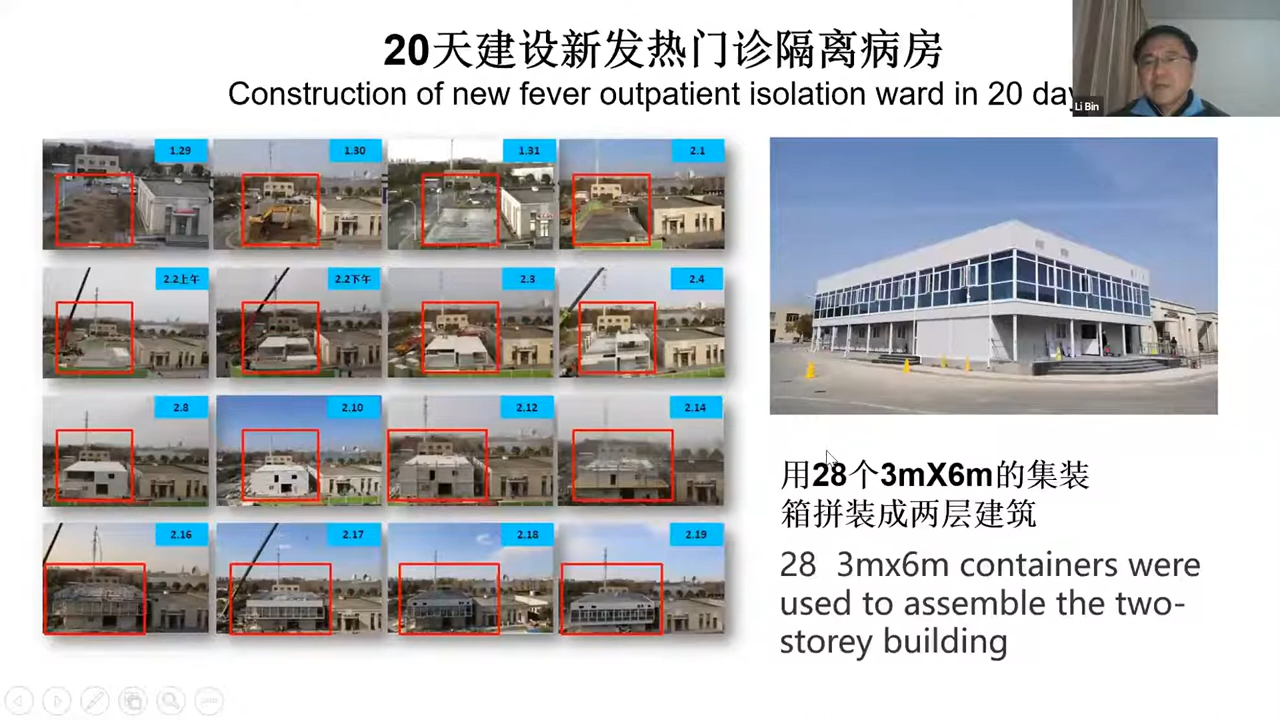 20天建设新发热门诊隔离病房
Construction of new fever outpatient isolation ward in 20 day
Li Bin
1.29
1.30
1.31
2.1
2.2上午
2.2下午
2.3
2.4
2.8
2.10
2.12
2.14
2.16
2.17
2.18
2.19
用28个3mX6m的集装
箱拼装成两层建筑
28 3mx6m containers were
used to assemble the two-
storey building